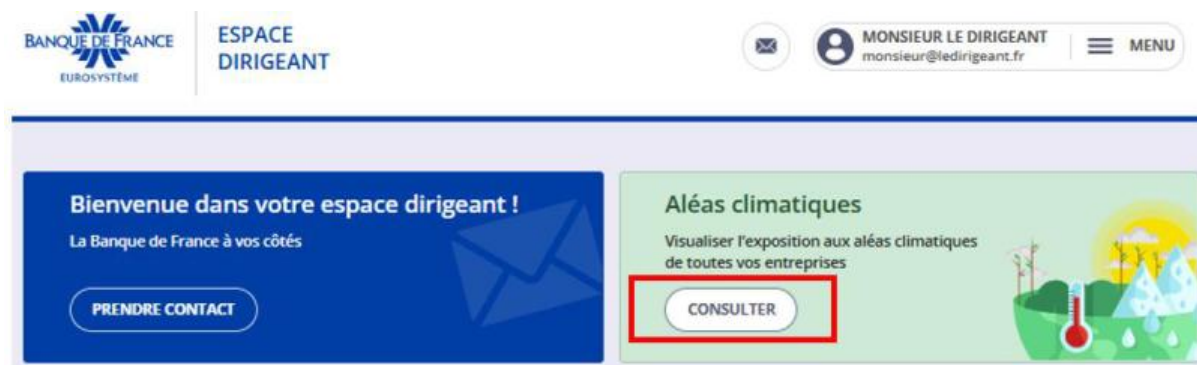 BANQUE DE FRANCE
EUROSYSTÈME
ESPACE
DIRIGEANT
MONSIEUR LE DIRIGEANT
monsieur@ledirigeant.fr
MENU
Bienvenue dans votre espace dirigeant !
La Banque de France à vos côtés
PRENDRE CONTACT
Aléas climatiques
Visualiser l'exposition aux aléas climatiques
de toutes vos entreprises
CONSULTER